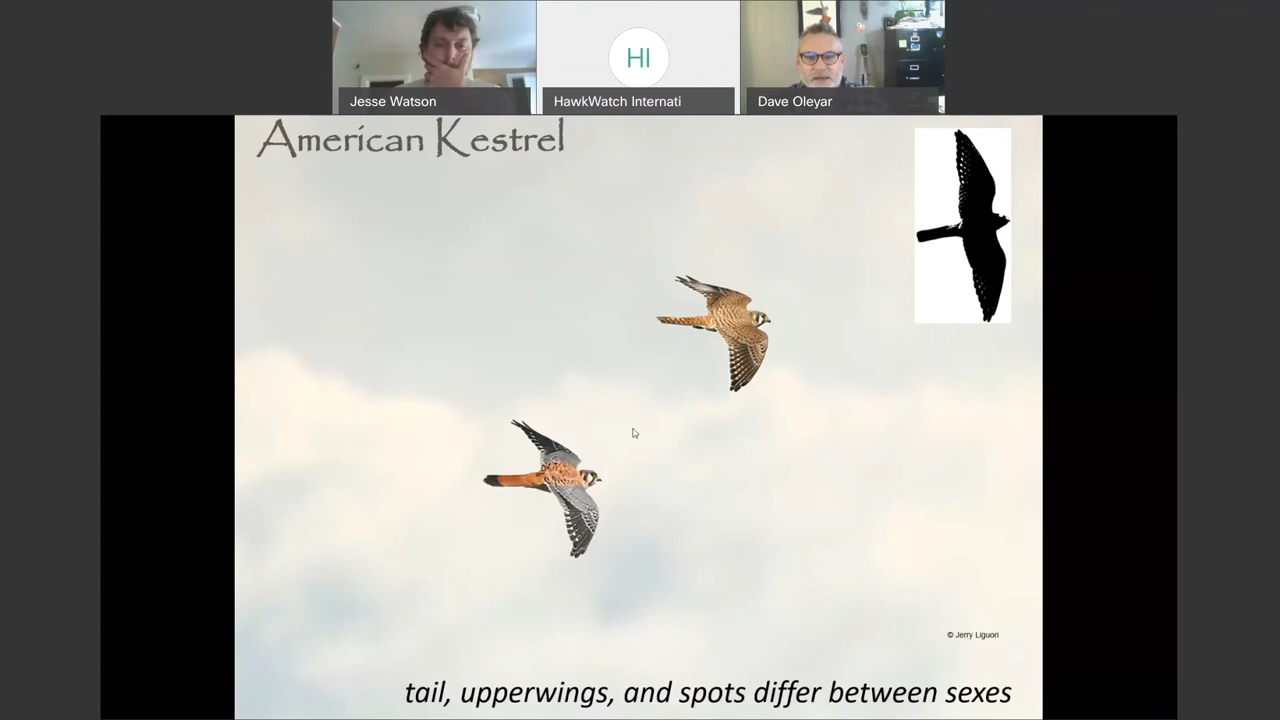 HI
Jesse Watson
HawkWatch Internati
Dave Oleyar
American Kestrel
© Jerry Liguori
tail, upperwings, and spots differ between sexes